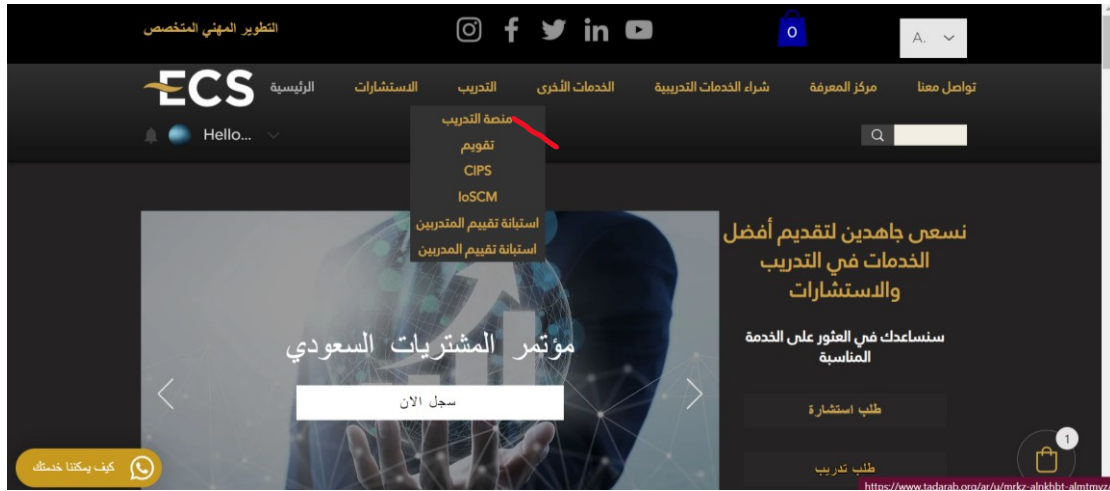 التطوير المهني المتخصص
0
A.
ECS
الرئيسية
الاستشارات
التدريب
الخدمات الأخرى
شراء الخدمات التدريبية
مركز المعرفة
تواصل معنا
Hello...
منصة التدريب
تقويم
CIPS
IoSCM
استبانة تقييم المتدربين
استبانة تقييم المدربين
نسعى جاهدين لتقديم أفضل
الخدمات في التدريب
والاستشارات
سنساعدك في العثور على الخدمة
المناسبة
مؤتمر المشتريات السعودي
سجل الان
طلب استشارة
طلب تدريب
كيف يمكننا خدمتك
1
https://www.tadarab.org/ar/u/mrkz-alnkhbt-almtmyz